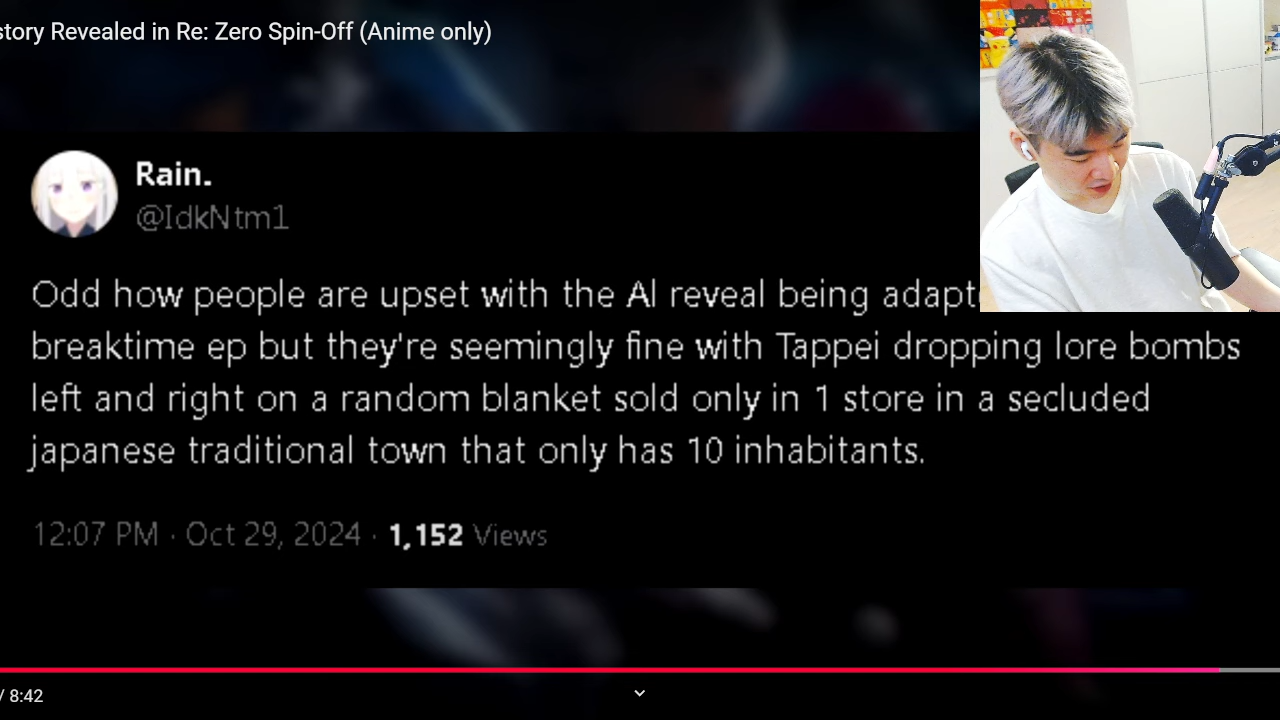 story Revealed in Re: Zero Spin-Off (Anime only)
Rain.
@IdkNtm1
Odd how people are upset with the Al reveal being adapt
breaktime ep but they're seemingly fine with Tappei dropping lore bombs
left and right on a random blanket sold only in 1 store in a secluded
japanese traditional town that only has 10 inhabitants.
12:07 PM · Oct 29, 2024 · 1,152 Views
/ 8:42